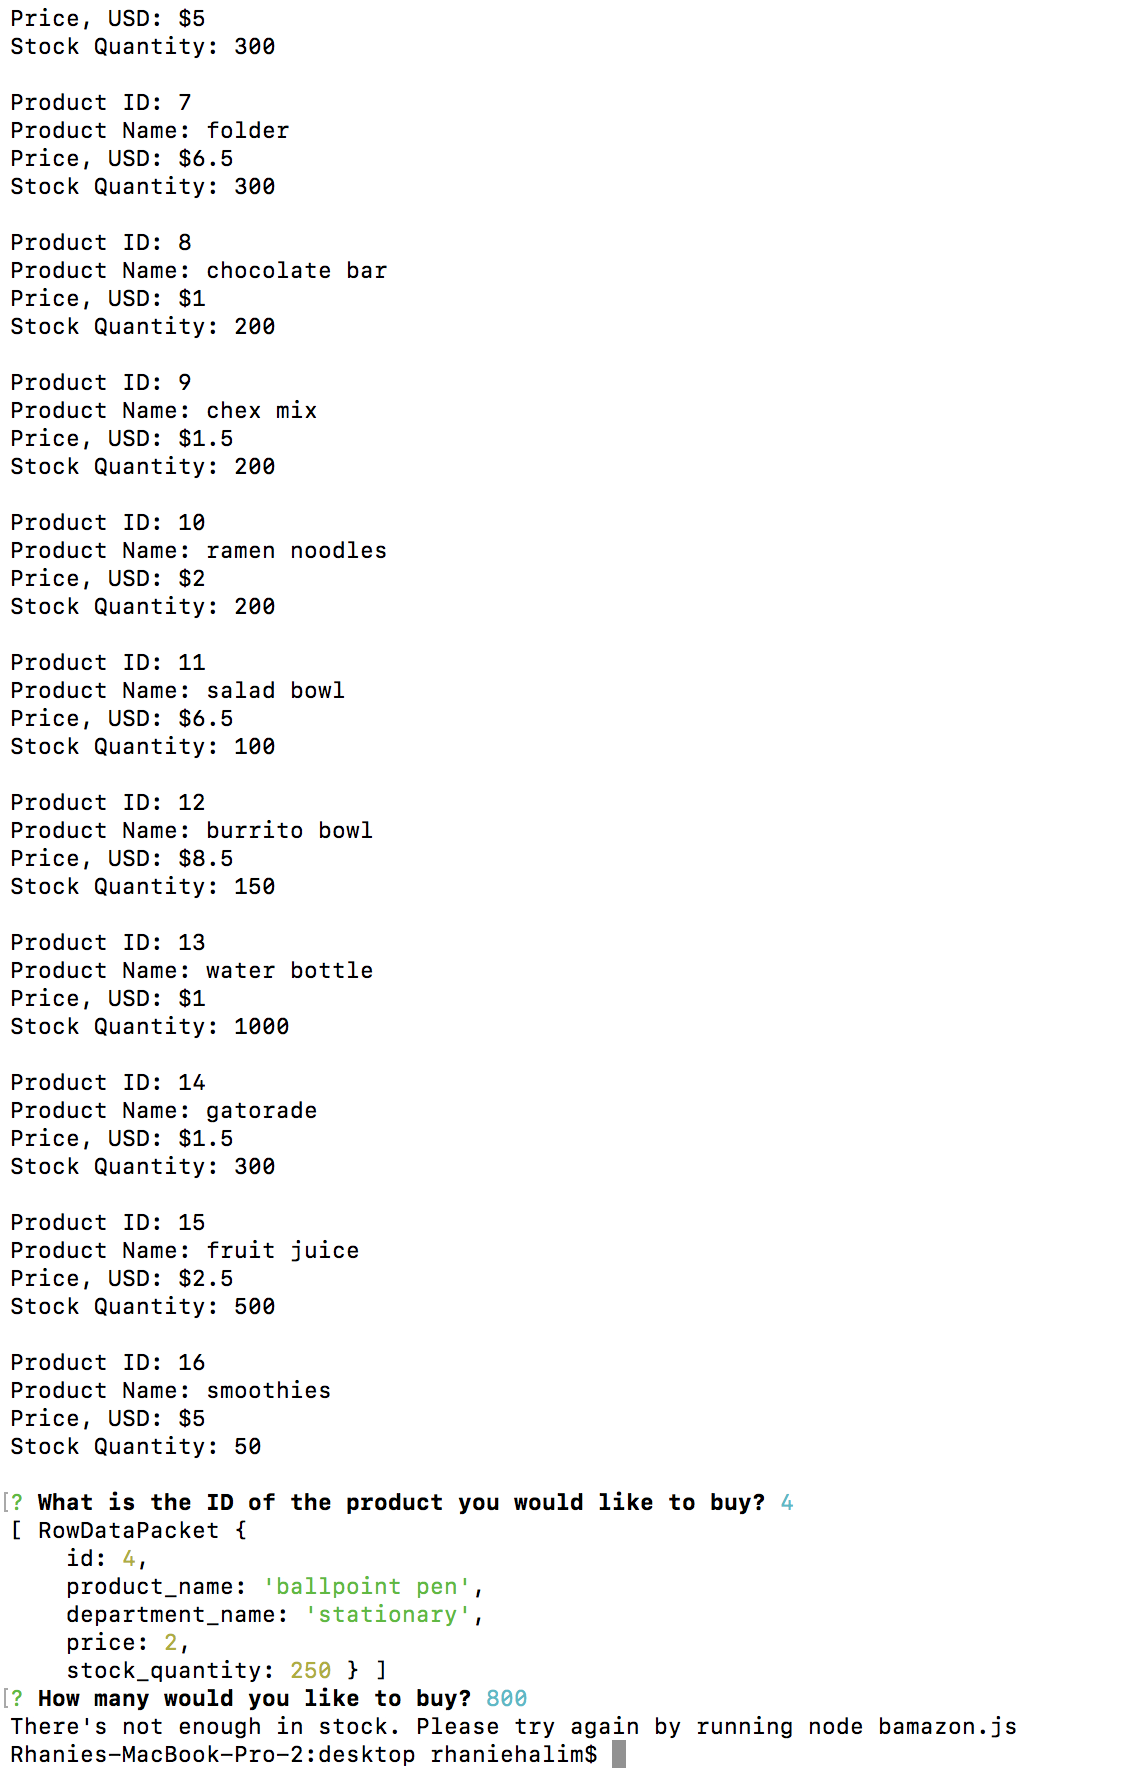 Price, USD: $5
Stock Quantity: 300
Product ID: 7
Product Name: folder
Price, USD: $6.5
Stock Quantity: 300
Product ID: 8
Product Name: chocolate bar
Price, USD: $1
Stock Quantity: 200
Product ID: 9
Product Name: chex mix
Price, USD: $1.5
Stock Quantity: 200
Product ID: 10
Product Name: ramen noodles
Price, USD: $2
Stock Quantity: 200
Product ID: 11
Product Name: salad bowl
Price, USD: $6.5
Stock Quantity: 100
Product ID: 12
Product Name: burrito bowl
Price, USD: $8.5
Stock Quantity: 150
Product ID: 13
Product Name: water bottle
Price, USD: $1
Stock Quantity: 1000
Product ID: 14
Product Name: gatorade
Price, USD: $1.5
Stock Quantity: 300
Product ID: 15
Product Name: fruit juice
Price, USD: $2.5
Stock Quantity: 500
Product ID: 16
Product Name: smoothies
Price, USD: $5
Stock Quantity: 50
[? What is the ID of the product you would like to buy? 4
[ RowDataPacket {
    id: 4,
    product_name: 'ballpoint pen',
    department_name: 'stationary',
    price: 2,
    stock_quantity: 250 } ]
[? How many would you like to buy? 800
There's not enough in stock. Please try again by running node bamazon.js
Rhanies-MacBook-Pro-2:desktop rhaniehalim$